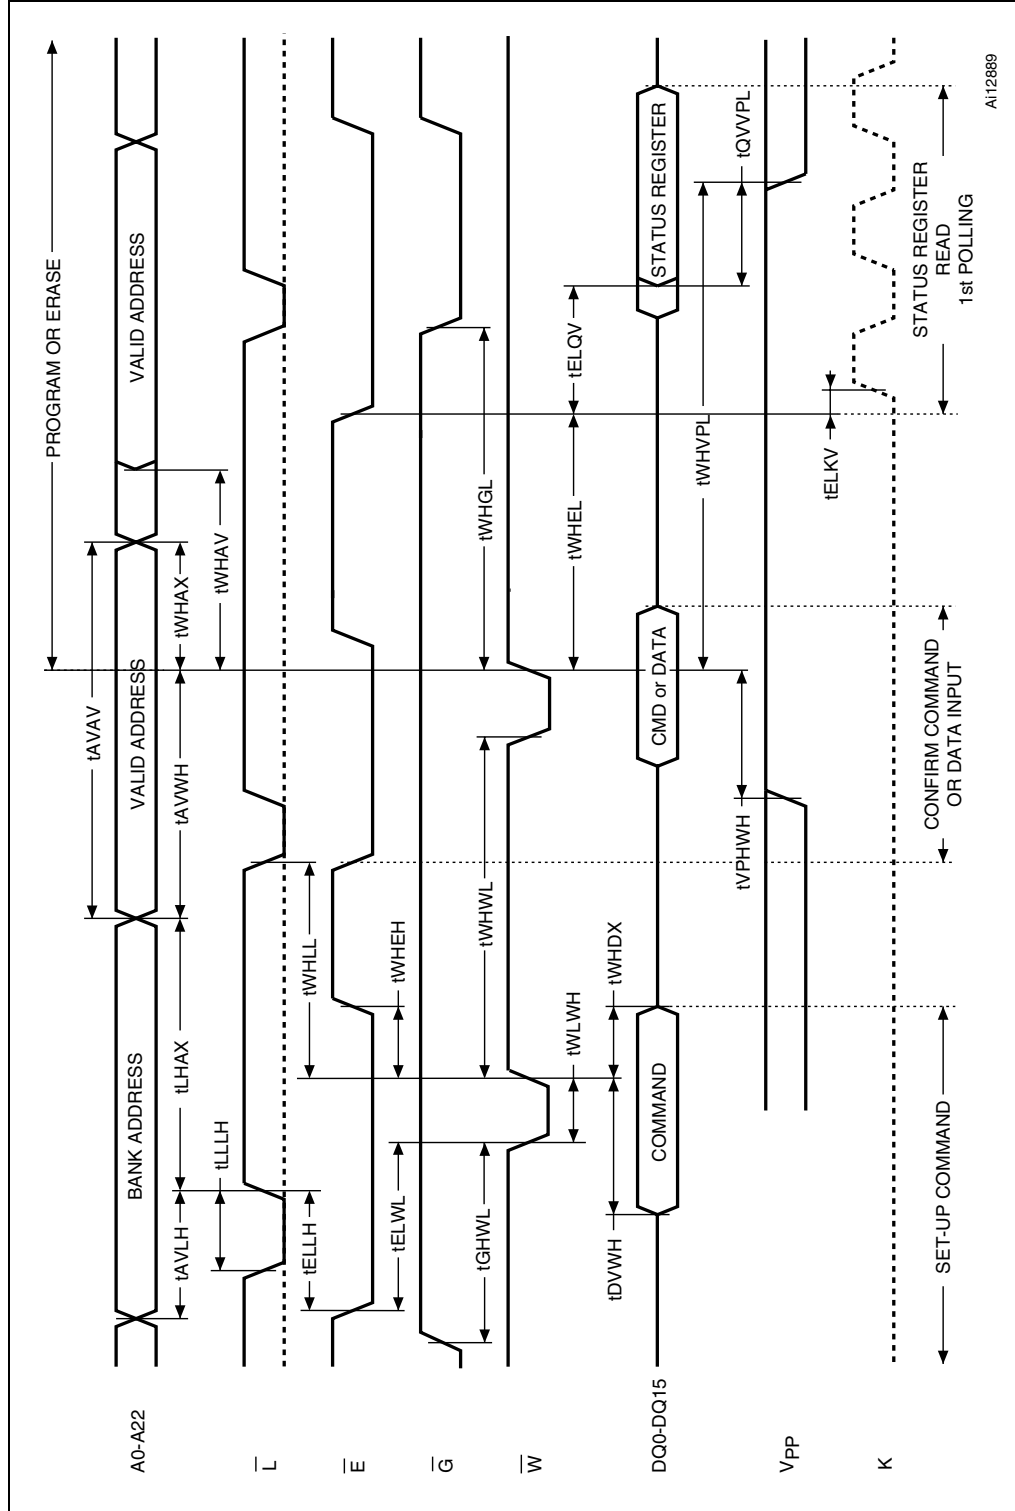 PROGRAM OR ERASE
tAVAV
A0-A22
BANK ADDRESS
VALID ADDRESS
VALID ADDRESS
tAVLH
tLHAX
tAVWH
tWHAX
tLLLH
tWHAV
L
tELLH
tWHLL
E
tELWL
tWHEH
G
tGHWL
tWHWL
tWHGL
W
tWLWH
tWHEL
tELQV
tDVWH
tWHDX
DQ0-DQ15
COMMAND
CMD or DATA
STATUS REGISTER
tWHVPL
tVPHWH
tQVVPL
VPP
tELKV
K
SET-UP COMMAND
CONFIRM COMMAND
OR DATA INPUT
STATUS REGISTER
READ
1st POLLING
Ai12889